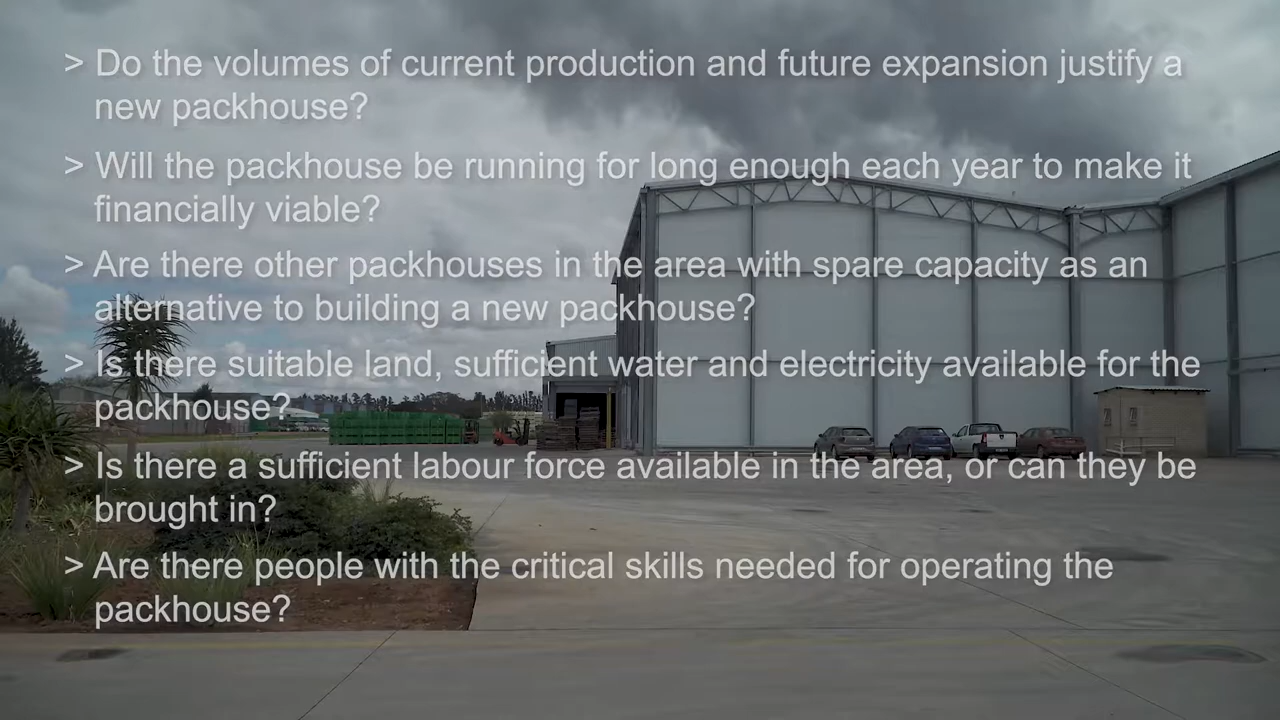 > Do the volumes of current production and future expansion justify a
new packhouse?
> Will the packhouse be running for long enough each year to make it
financially viable?
> Are there other packhouses in the area with spare capacity as an
alternative to building a new packhouse?
> Is there suitable land, sufficient water and electricity available for the
packhouse?
> Is there a sufficient labour force available in the area, or can they be
brought in?
> Are there people with the critical skills needed for operating the
packhouse?